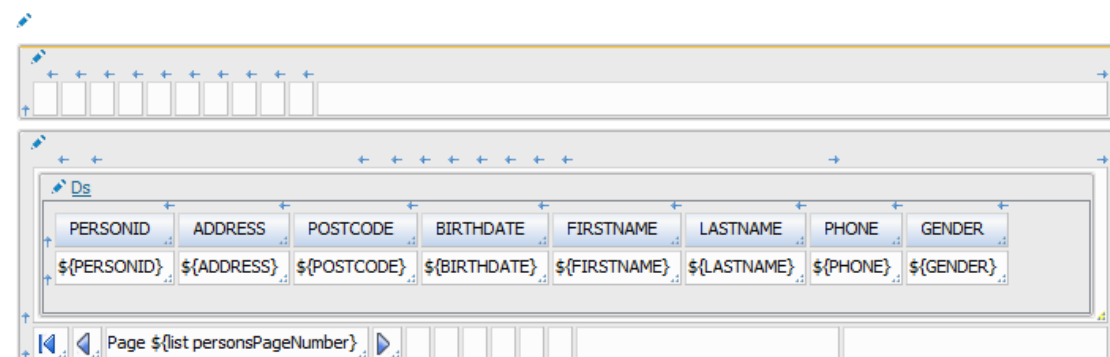 Ds
PERSONID ADDRESS POSTCODE BIRTHDATE FIRSTNAME LASTNAME PHONE GENDER
${PERSONID} ${ADDRESS} ${POSTCODE} ${BIRTHDATE} ${FIRSTNAME} ${LASTNAME} ${PHONE} ${GENDER}
Page ${list personsPageNumber}